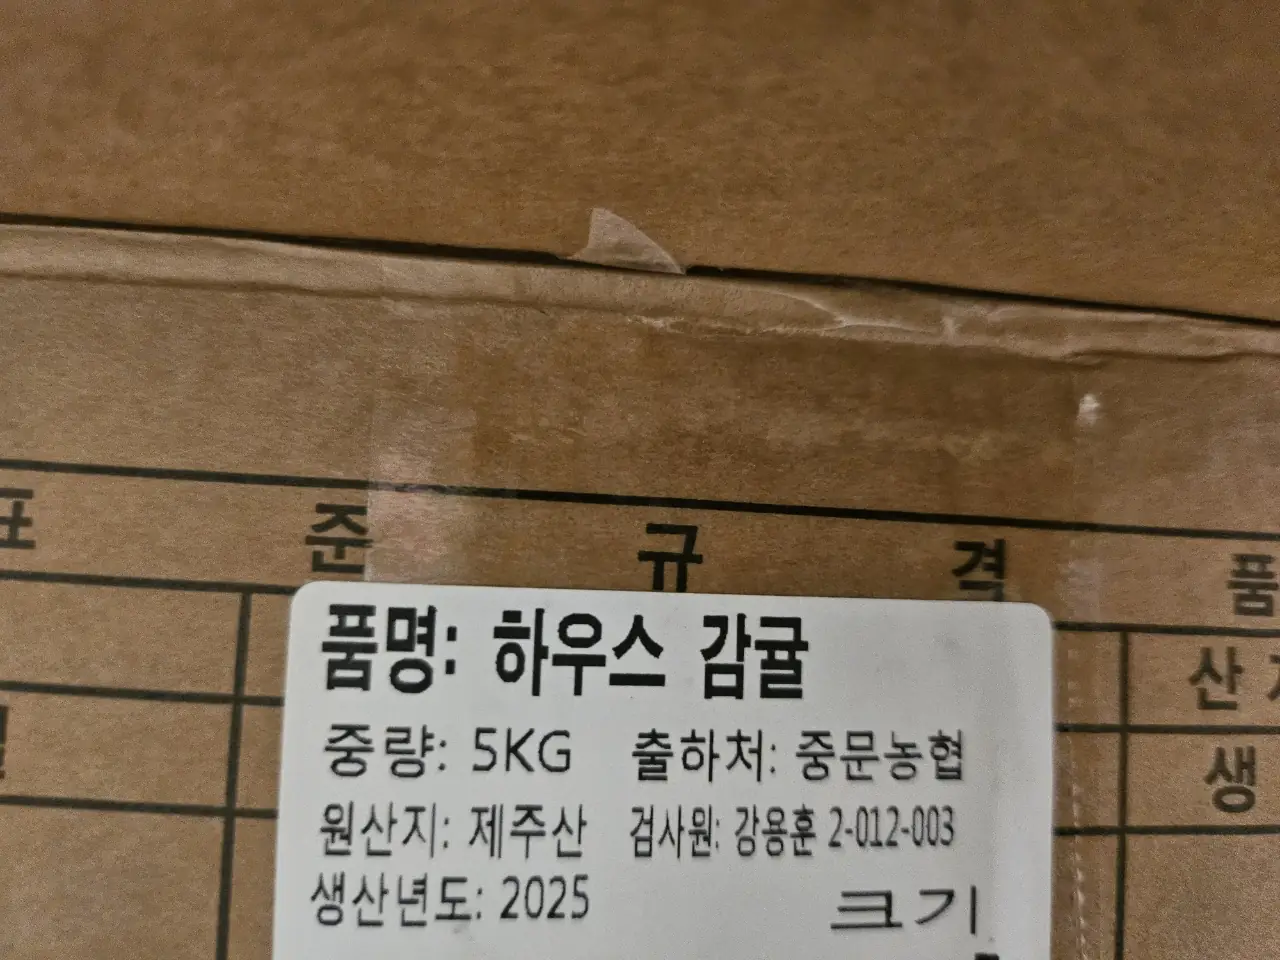 표 준 규 격 품
산
생
품명: 하우스 감귤
중량: 5KG 출하처: 중문농협
원산지: 제주산 검사원: 강용훈 2-012-003
생산년도: 2025
크기